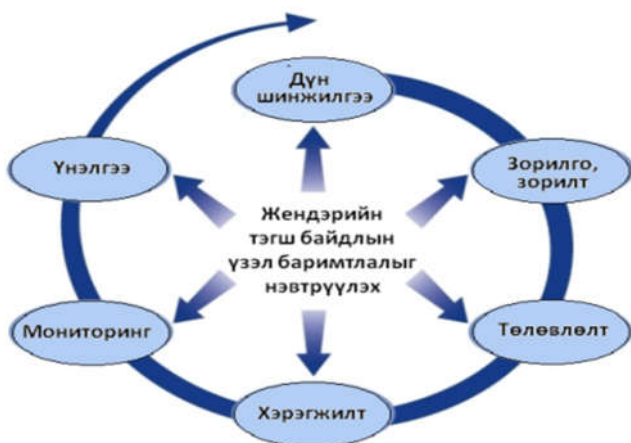 Дүн
шинжилгээ
Зорилго,
зорилт
Төлөвлөлт
Хэрэгжилт
Мониторинг
Үнэлгээ
Жендэрийн
тэгш байдлын
үзэл баримтлалыг
нэвтрүүлэх